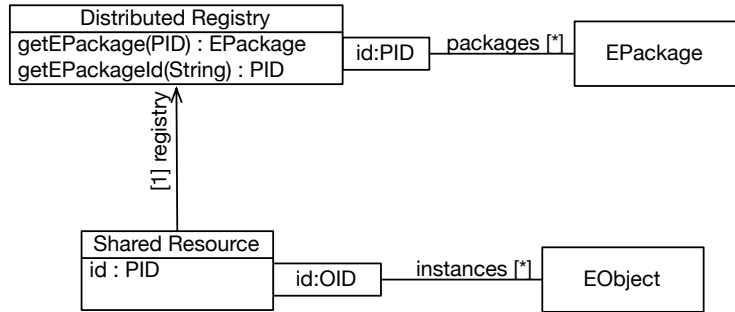 Distributed Registry
getEPackage(PID) : EPackage
getEPackageId(String) : PID
id:PID
packages [*]
EPackage
[1] registry
Shared Resource
id : PID
id:OID
instances [*]
EObject